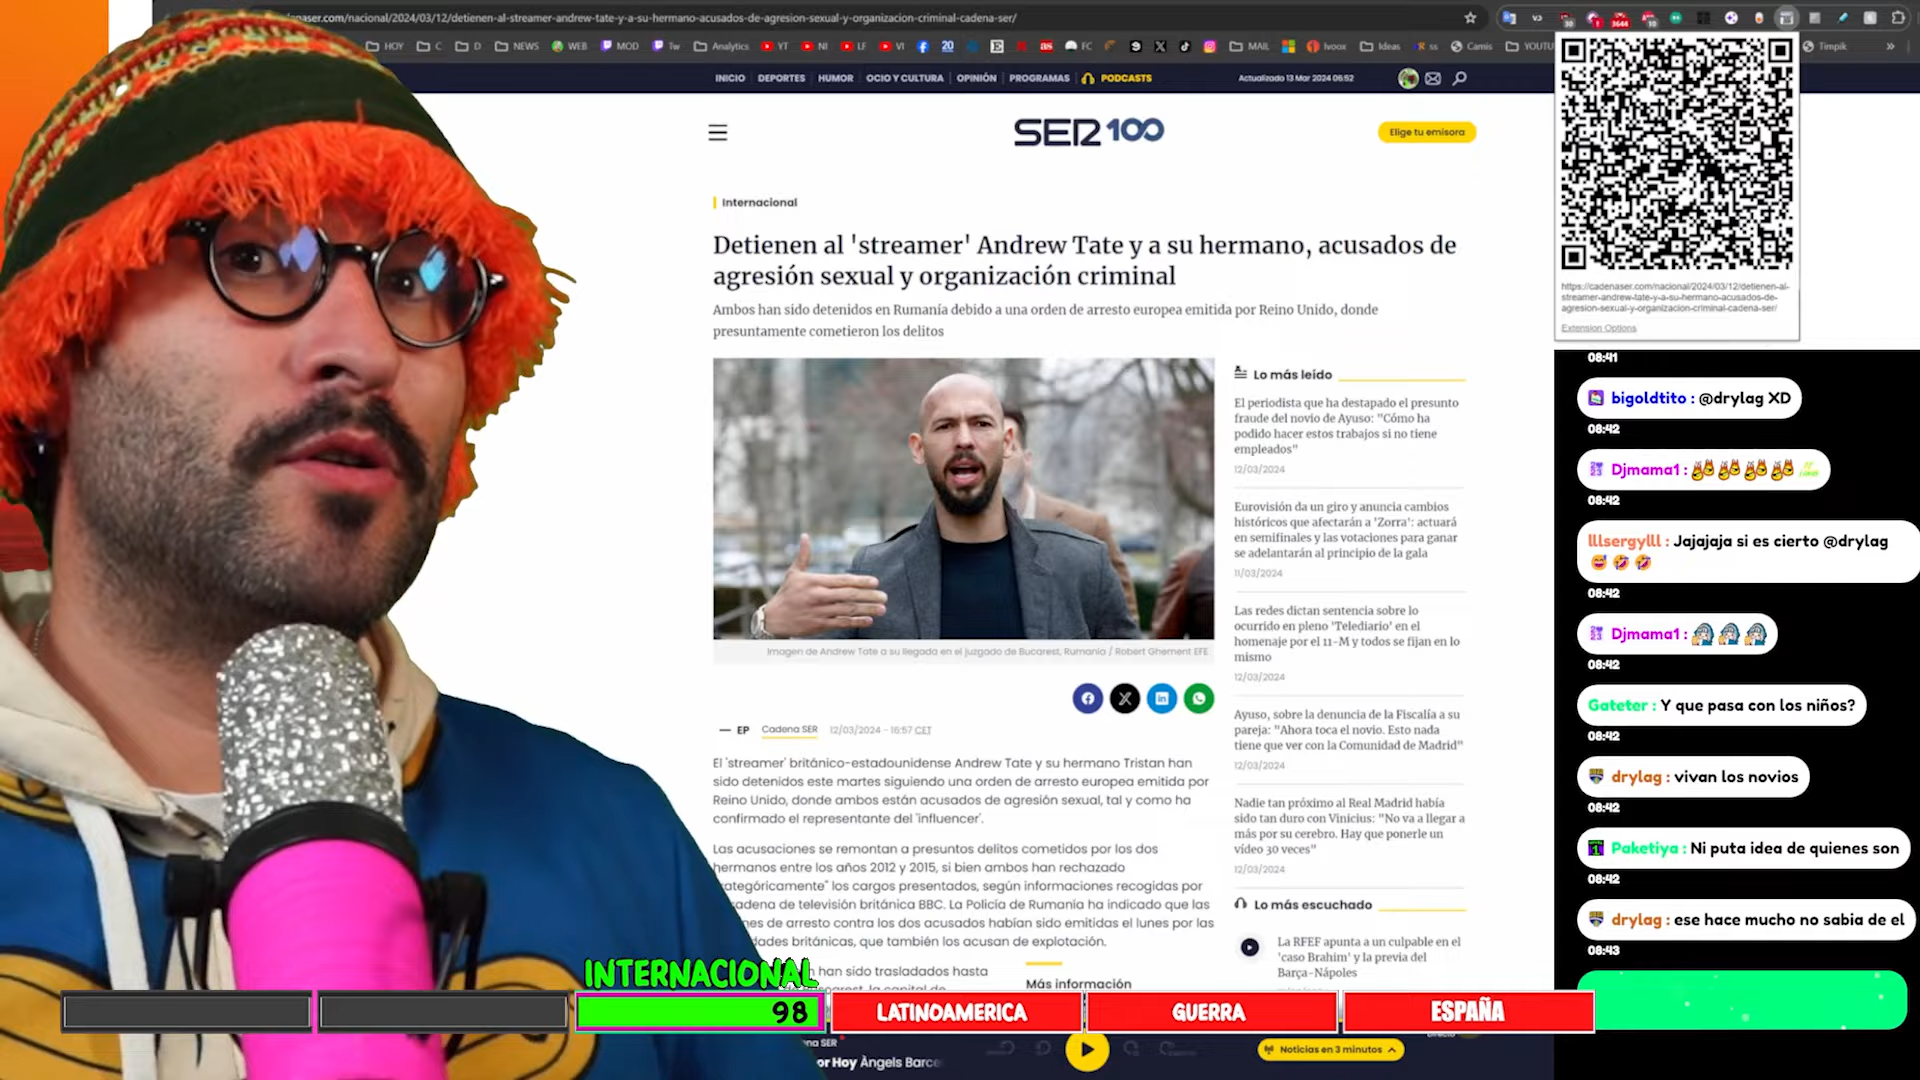 enaser.com/nacional/2024/03/12/detienen-al-streamer-andrew-tate-y-a-su-hermano-acusados-de-agresion-sexual-y-organizacion-criminal-cadena-ser/
HOY C D NEWS WEB MOD Tw Analytics YT NI LF VI FC MAIL Ivoox Ideas ss Camis YOUTU Timpik »
INICIO DEPORTES HUMOR OCIO Y CULTURA OPINIÓN PROGRAMAS PODCASTS Actualizado 13 Mar 2024 06:52
SER 100
Elige tu emisora
Internacional
Detienen al 'streamer' Andrew Tate y a su hermano, acusados de
agresión sexual y organización criminal
Ambos han sido detenidos en Rumanía debido a una orden de arresto europea emitida por Reino Unido, donde
presuntamente cometieron los delitos
Imagen de Andrew Tate a su llegada en el juzgado de Bucarest, Rumania / Robert Ghement EFE
— EP Cadena SER 12/03/2024 - 16:57 CET
El 'streamer' británico-estadounidense Andrew Tate y su hermano Tristan han
sido detenidos este martes siguiendo una orden de arresto europea emitida por
Reino Unido, donde ambos están acusados de agresión sexual, tal y como ha
confirmado el representante del 'influencer'.
Las acusaciones se remontan a presuntos delitos cometidos por los dos
hermanos entre los años 2012 y 2015, si bien ambos han rechazado
categóricamente" los cargos presentados, según informaciones recogidas por
adena de televisión británica BBC. La Policía de Rumanía ha indicado que las
nes de arresto contra los dos acusados habían sido emitidas el lunes por las
dades británicas, que también los acusan de explotación.
han sido trasladados hasta
Más información
Lo más leído
El periodista que ha destapado el presunto
fraude del novio de Ayuso: "Cómo ha
podido hacer estos trabajos si no tiene
empleados"
12/03/2024
Eurovisión da un giro y anuncia cambios
históricos que afectarán a 'Zorra': actuará
en semifinales y las votaciones para ganar
se adelantarán al principio de la gala
11/03/2024
Las redes dictan sentencia sobre lo
ocurrido en pleno 'Telediario' en el
homenaje por el 11-M y todos se fijan en lo
mismo
12/03/2024
Ayuso, sobre la denuncia de la Fiscalía a su
pareja: "Ahora toca el novio. Esto nada
tiene que ver con la Comunidad de Madrid"
12/03/2024
Nadie tan próximo al Real Madrid había
sido tan duro con Vinicius: "No va a llegar a
más por su cerebro. Hay que ponerle un
vídeo 30 veces"
12/03/2024
Lo más escuchado
La RFEF apunta a un culpable en el
'caso Brahim' y la previa del
Barça-Nápoles
https://cadenaser.com/nacional/2024/03/12/detienen-al-
streamer-andrew-tate-y-a-su-hermano-acusados-de-
agresion-sexual-y-organizacion-criminal-cadena-ser/
Extension Options
08:41
bigoldtito : @drylag XD
08:42
Djmama1 :
08:42
lllsergylll : Jajajaja si es cierto @drylag
08:42
Djmama1 :
08:42
Gateter : Y que pasa con los niños?
08:42
drylag : vivan los novios
08:42
Paketiya : Ni puta idea de quienes son
08:42
drylag : ese hace mucho no sabia de el
08:43
INTERNACIONAL
98
LATINOAMERICA
GUERRA
ESPAÑA
na SER
or Hoy Àngels Barce
Noticias en 3 minutos